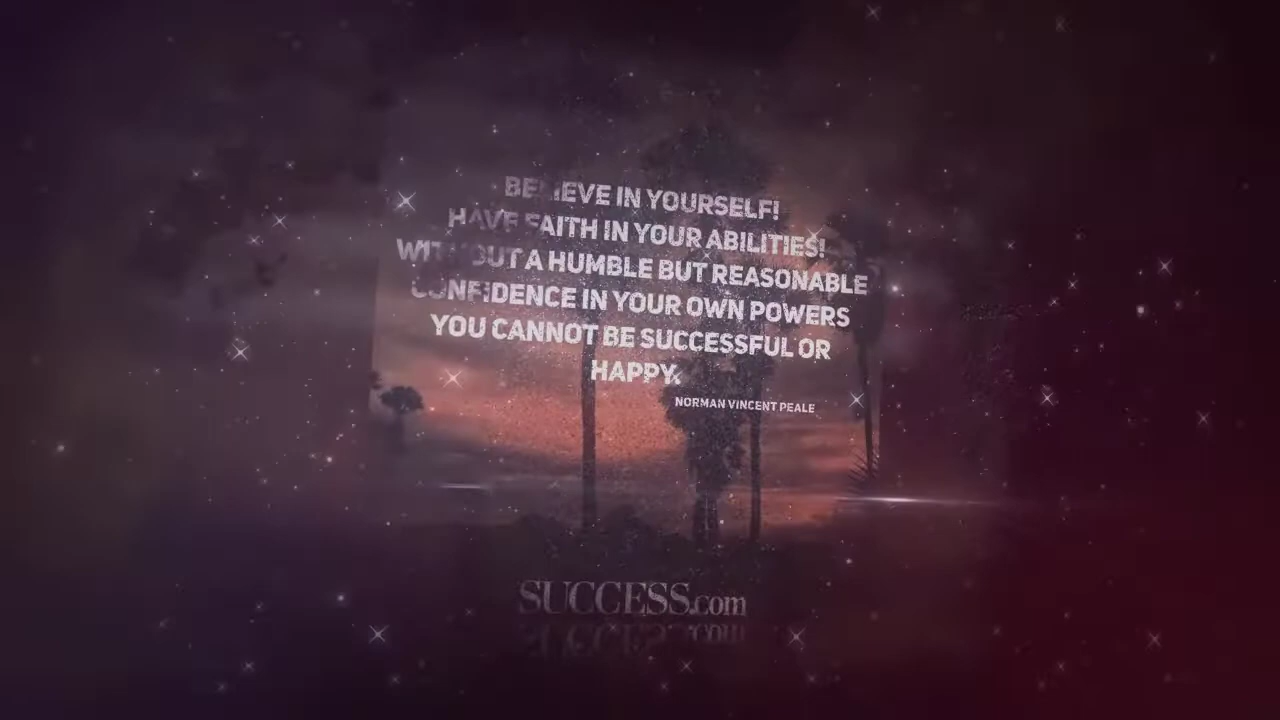 BELIEVE IN YOURSELF!
HAVE FAITH IN YOUR ABILITIES!
WITHOUT A HUMBLE BUT REASONABLE
CONFIDENCE IN YOUR OWN POWERS
YOU CANNOT BE SUCCESSFUL OR
HAPPY.
NORMAN VINCENT PEALE
SUCCESS.com